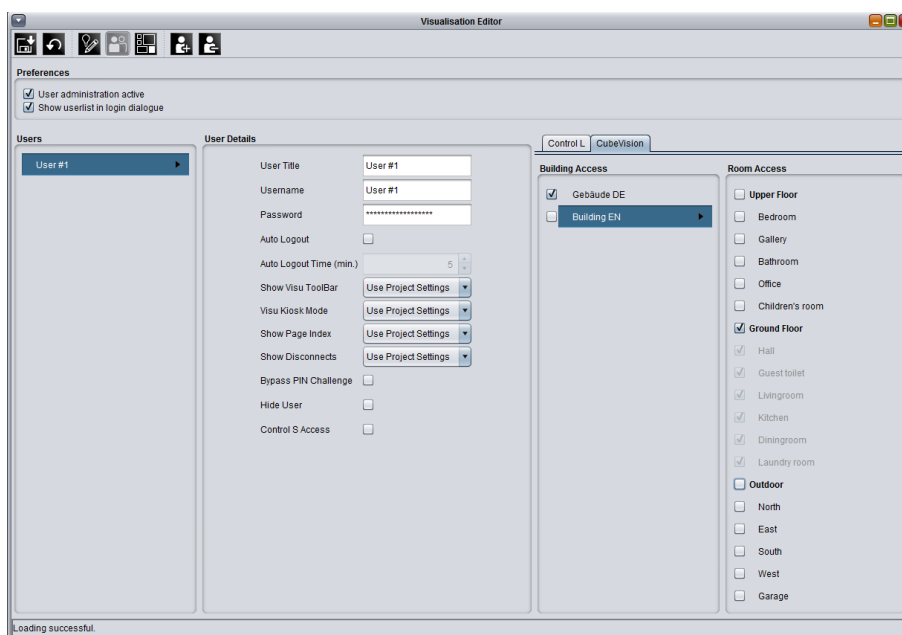 Visualisation Editor
Preferences
User administration active
Show userlist in login dialogue
Users
User #1
User Details
User Title User #1
Username User #1
Password *****************
Auto Logout
Auto Logout Time (min.) 5
Show Visu ToolBar Use Project Settings
Visu Kiosk Mode Use Project Settings
Show Page Index Use Project Settings
Show Disconnects Use Project Settings
Bypass PIN Challenge
Hide User
Control S Access
Control L CubeVision
Building Access
Gebäude DE
Building EN
Room Access
Upper Floor
Bedroom
Gallery
Bathroom
Office
Children's room
Ground Floor
Hall
Guest toilet
Livingroom
Kitchen
Diningroom
Laundry room
Outdoor
North
East
South
West
Garage
Loading successful.